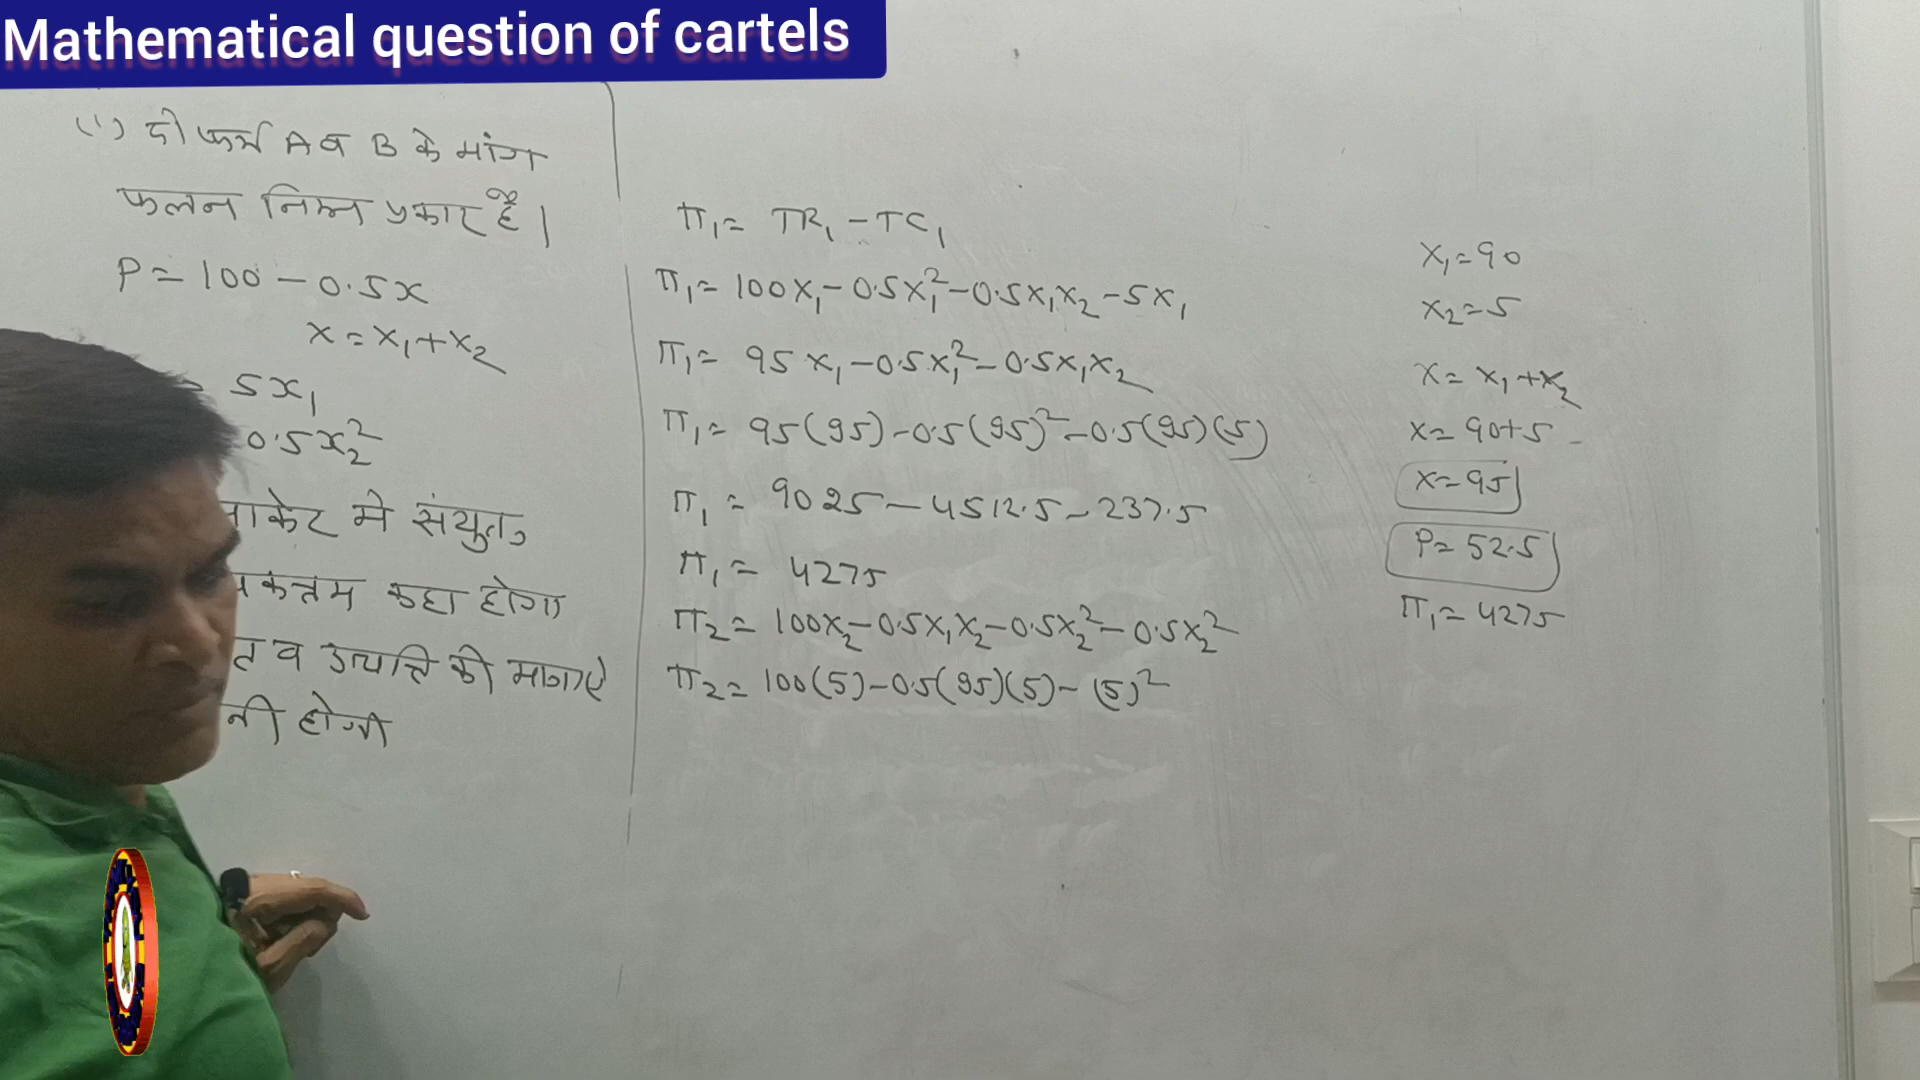 Mathematical question of cartels
(1) दो फर्म A व B के मांग
फलन निम्न प्रकार है।
P = 100 - 0.5x
x = x₁ + x₂
5x₁
0.5x₂²
मार्केट में संयुक्त
कहा होगा
व उत्पत्ति की मात्राऐ
होगी
π₁ = TR₁ - TC₁
π₁ = 100x₁ - 0.5x₁² - 0.5x₁x₂ - 5x₁
π₁ = 95x₁ - 0.5x₁² - 0.5x₁x₂
π₁ = 95(95) - 0.5(95)² - 0.5(95)(5)
π₁ = 9025 - 4512.5 - 237.5
π₁ = 4275
π₂ = 100x₂ - 0.5x₁x₂ - 0.5x₂² - 0.5x₂²
π₂ = 100(5) - 0.5(95)(5) - (5)²
x₁ = 90
x₂ = 5
x = x₁ + x₂
x = 90+5
x = 95
P = 52.5
π₁ = 4275